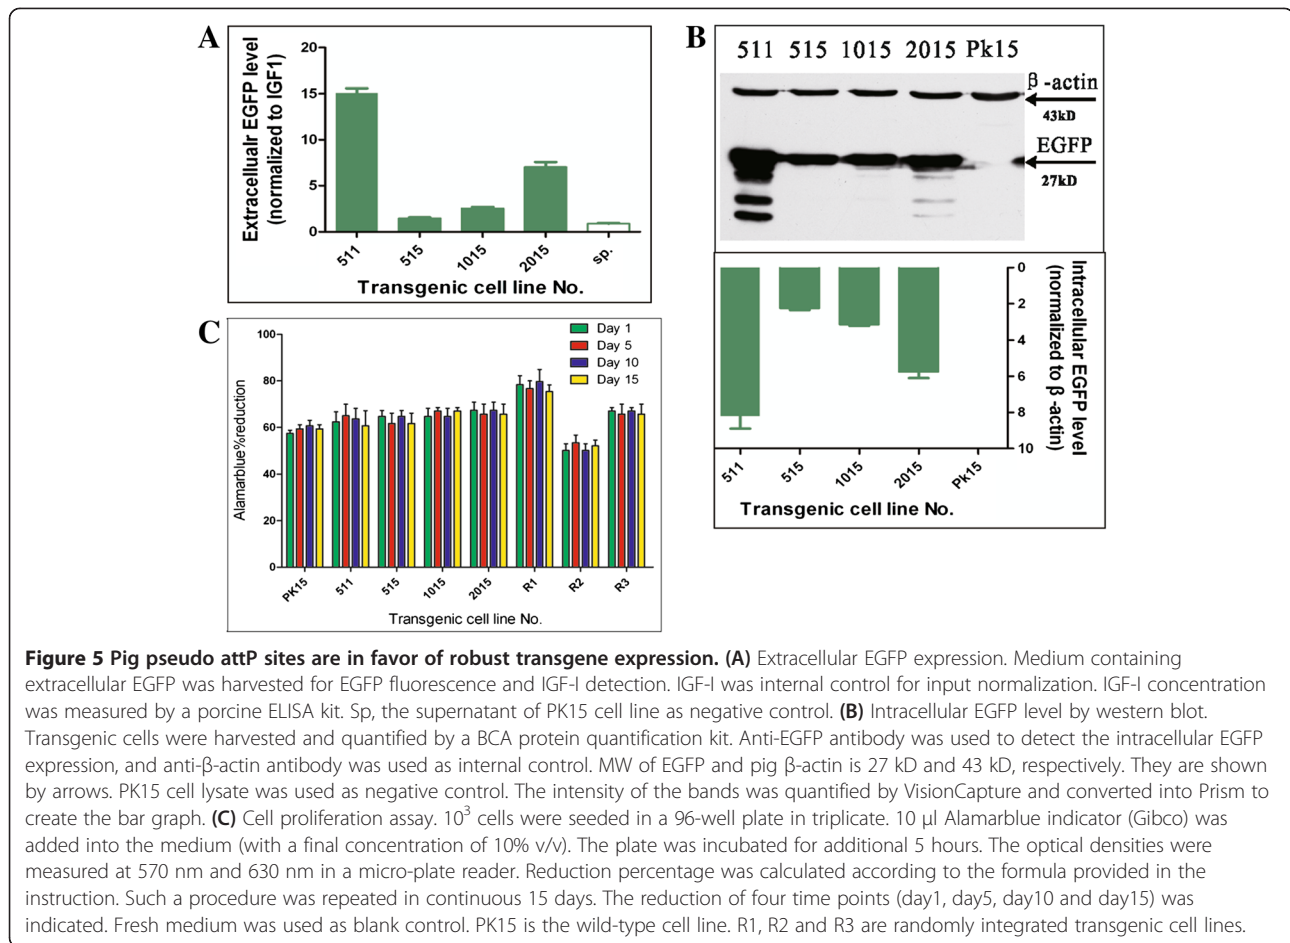 A
Extracellualr EGFP level
(normalized to IGF1)
20
15
10
5
0
511
515
1015
2015
sp.
Transgenic cell line No.
B
511 515 1015 2015 Pk15
β-actin
43kD
EGFP
27kD
0
2
4
6
8
10
Intracellular EGFP level
(normalized to β-actin)
511
515
1015
2015
Pk15
Transgenic cell line No.
C
Alamarblue%reduction
100
80
60
40
20
0
Day 1
Day 5
Day 10
Day 15
PK15
511
515
1015
2015
R1
R2
R3
Transgenic cell line No.
Figure 5 Pig pseudo attP sites are in favor of robust transgene expression. (A) Extracellular EGFP expression. Medium containing
extracellular EGFP was harvested for EGFP fluorescence and IGF-I detection. IGF-I was internal control for input normalization. IGF-I concentration
was measured by a porcine ELISA kit. Sp, the supernatant of PK15 cell line as negative control. (B) Intracellular EGFP level by western blot.
Transgenic cells were harvested and quantified by a BCA protein quantification kit. Anti-EGFP antibody was used to detect the intracellular EGFP
expression, and anti-β-actin antibody was used as internal control. MW of EGFP and pig β-actin is 27 kD and 43 kD, respectively. They are shown
by arrows. PK15 cell lysate was used as negative control. The intensity of the bands was quantified by VisionCapture and converted into Prism to
create the bar graph. (C) Cell proliferation assay. 10³ cells were seeded in a 96-well plate in triplicate. 10 μl Alamarblue indicator (Gibco) was
added into the medium (with a final concentration of 10% v/v). The plate was incubated for additional 5 hours. The optical densities were
measured at 570 nm and 630 nm in a micro-plate reader. Reduction percentage was calculated according to the formula provided in the
instruction. Such a procedure was repeated in continuous 15 days. The reduction of four time points (day1, day5, day10 and day15) was
indicated. Fresh medium was used as blank control. PK15 is the wild-type cell line. R1, R2 and R3 are randomly integrated transgenic cell lines.